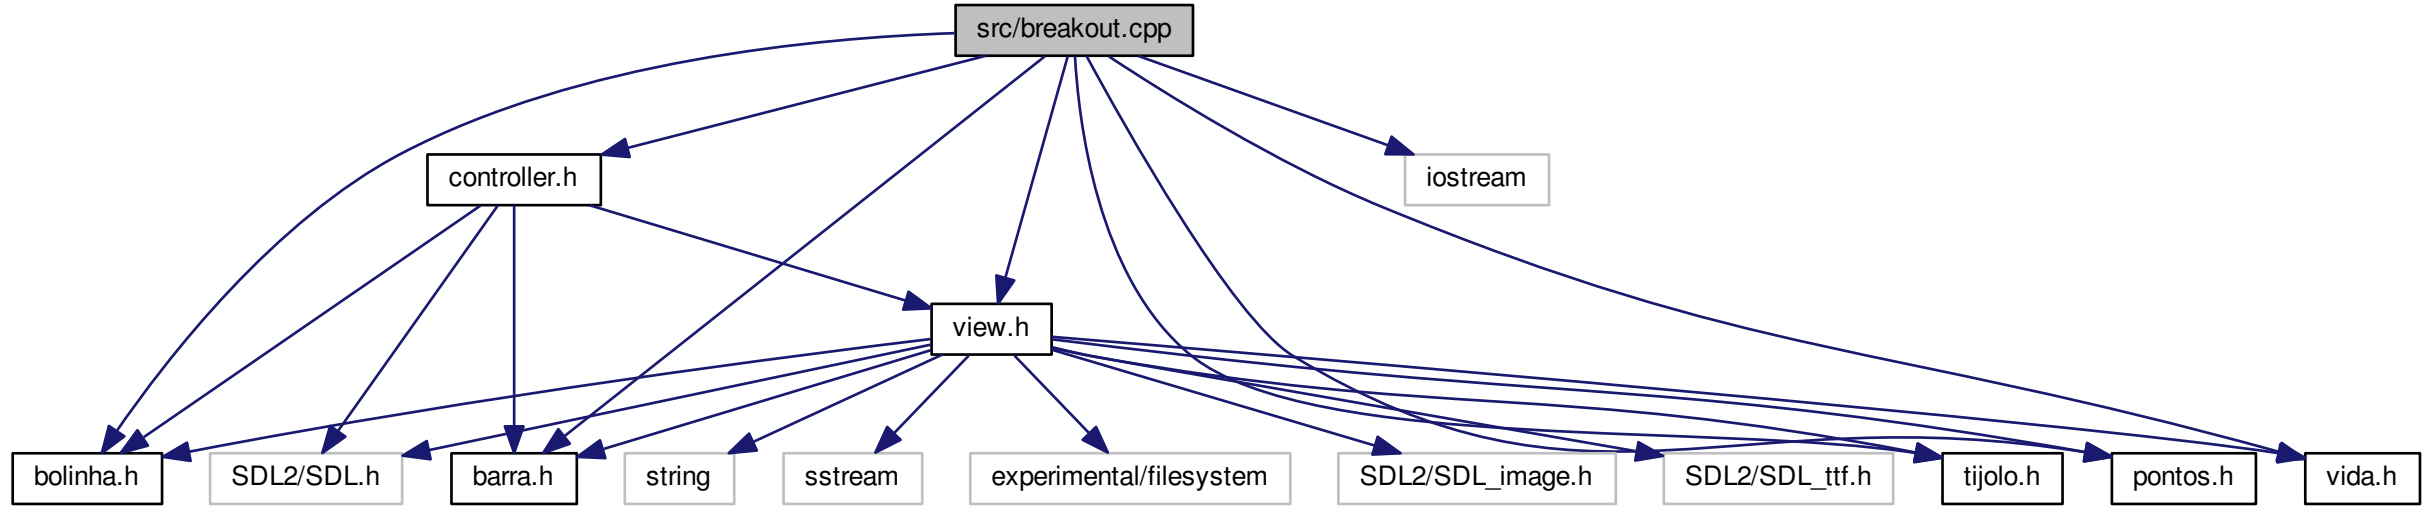 src/breakout.cpp
controller.h
iostream
view.h
bolinha.h
SDL2/SDL.h
barra.h
string
sstream
experimental/filesystem
SDL2/SDL_image.h
SDL2/SDL_ttf.h
tijolo.h
pontos.h
vida.h